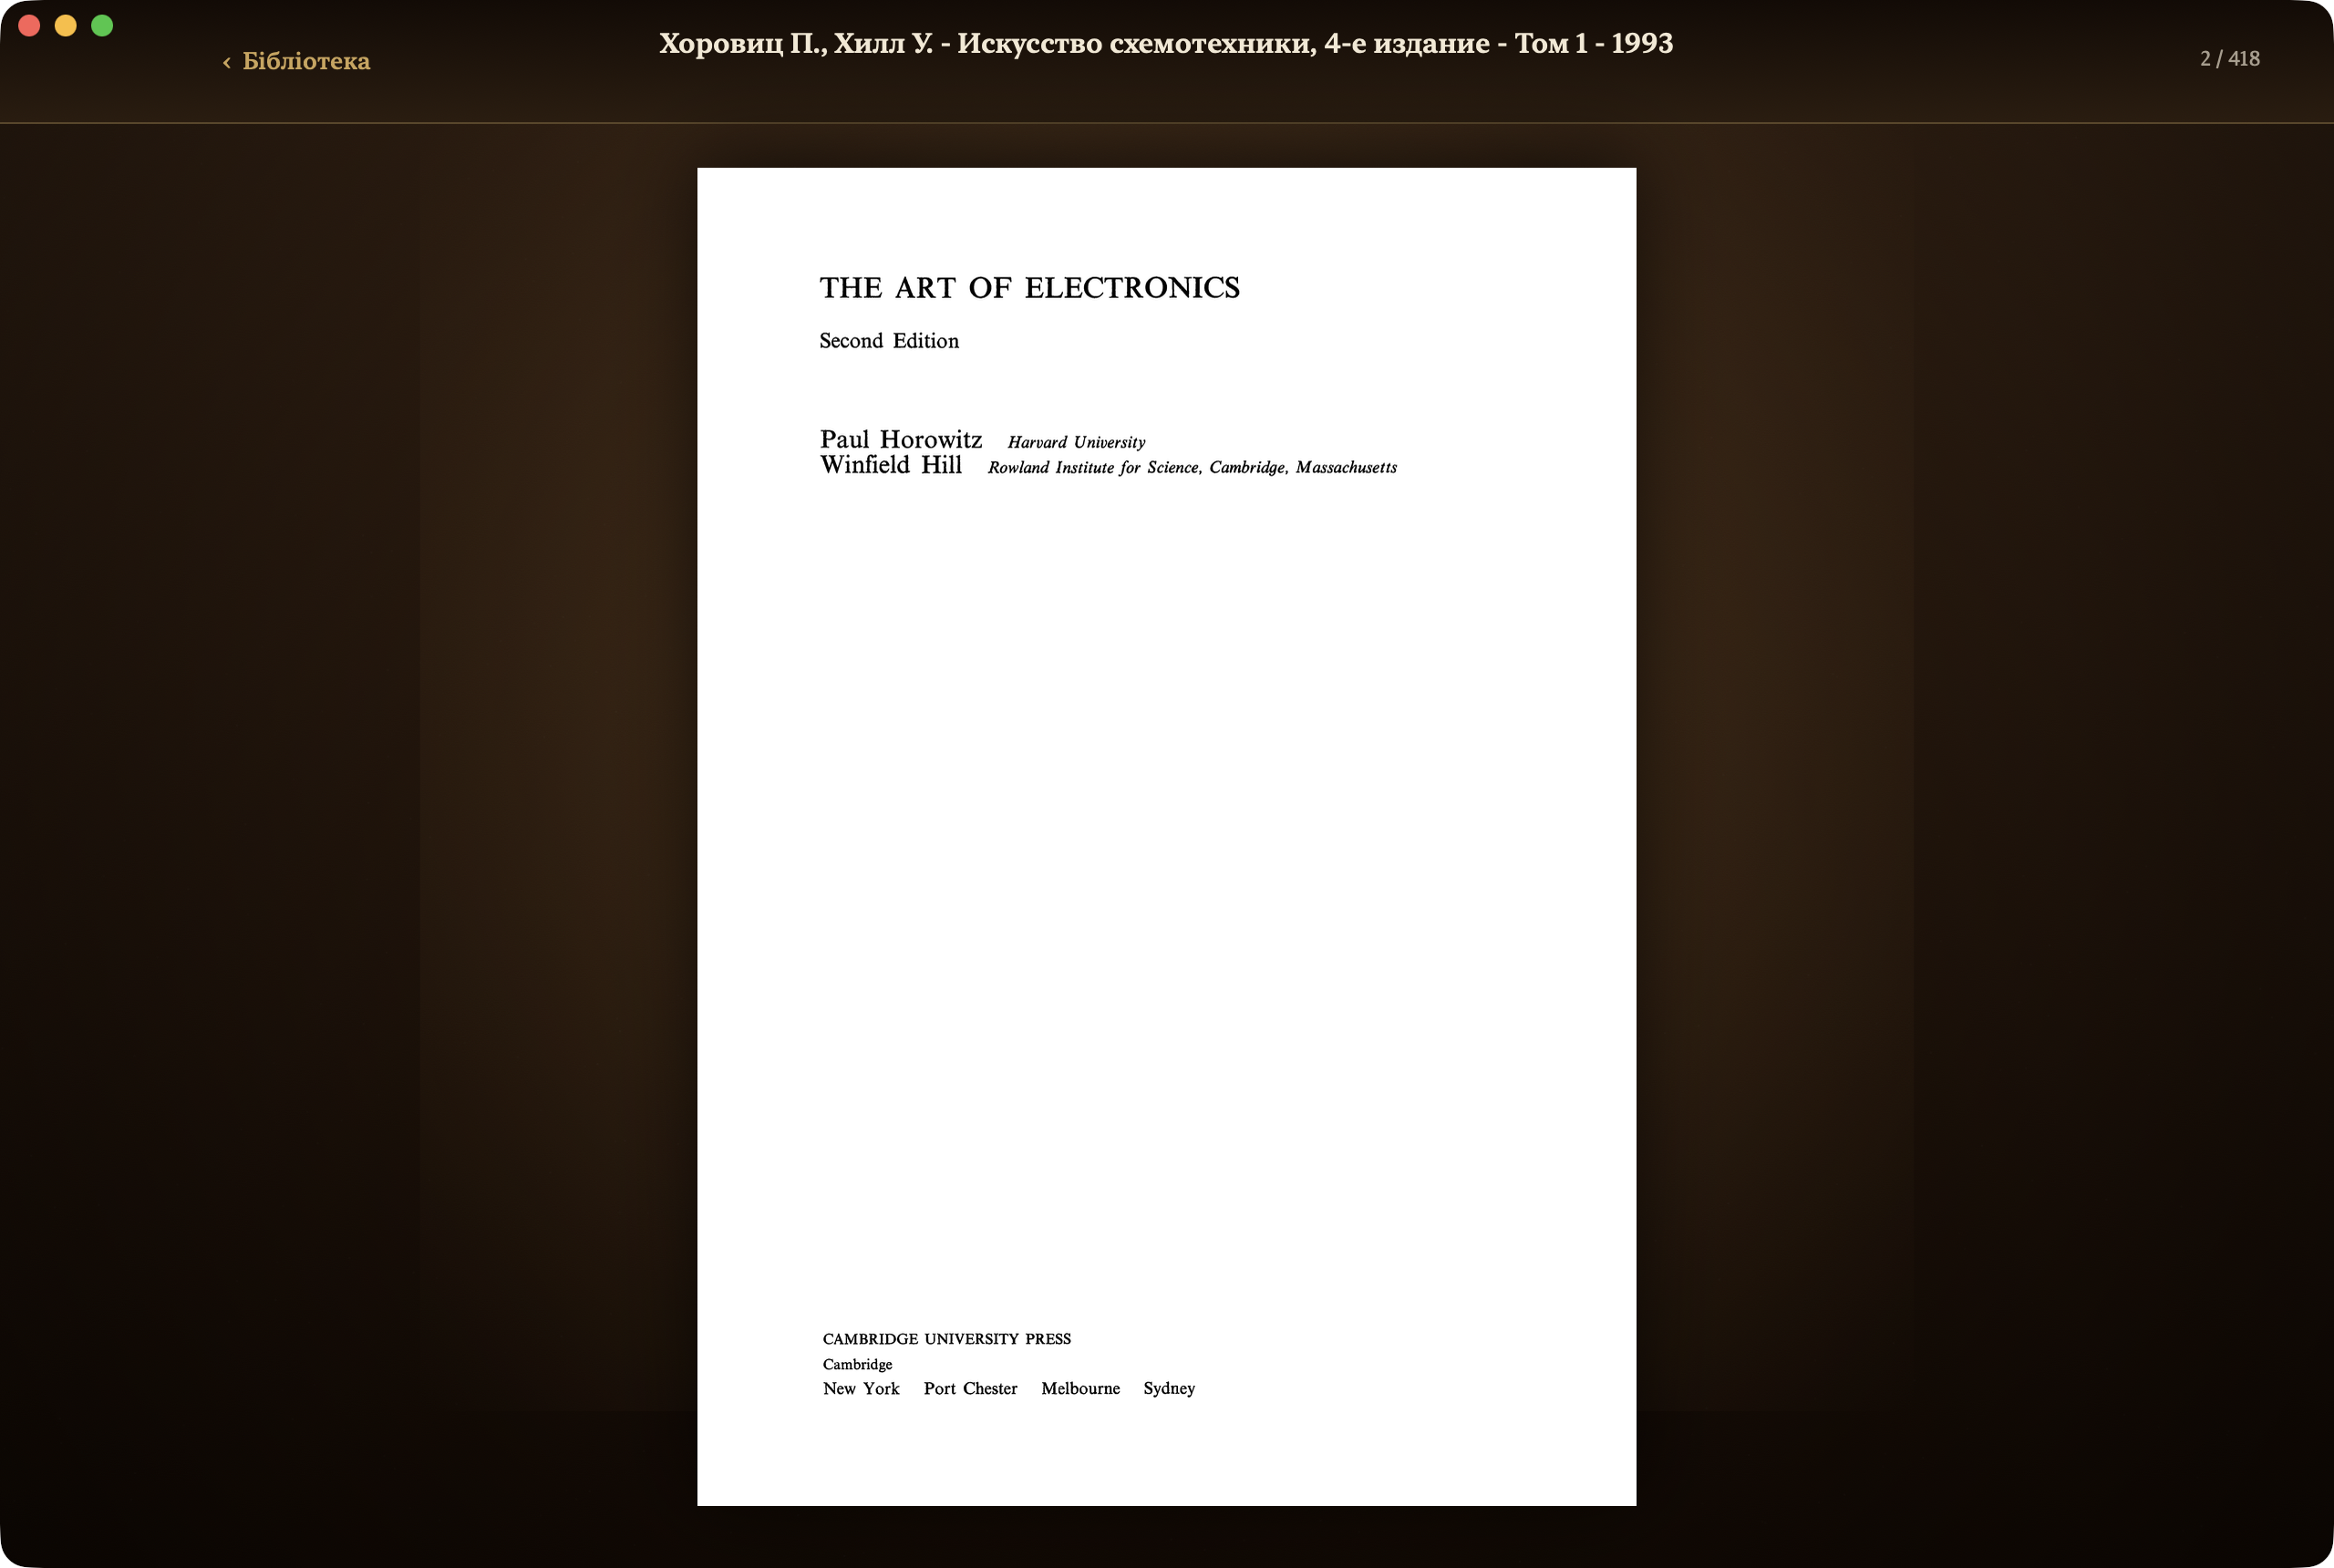 Хоровиц П., Хилл У. - Искусство схемотехники, 4-е издание - Том 1 - 1993
‹ Бібліотека
2 / 418
THE ART OF ELECTRONICS
Second Edition
Paul Horowitz Harvard University
Winfield Hill Rowland Institute for Science, Cambridge, Massachusetts
CAMBRIDGE UNIVERSITY PRESS
Cambridge
New York Port Chester Melbourne Sydney